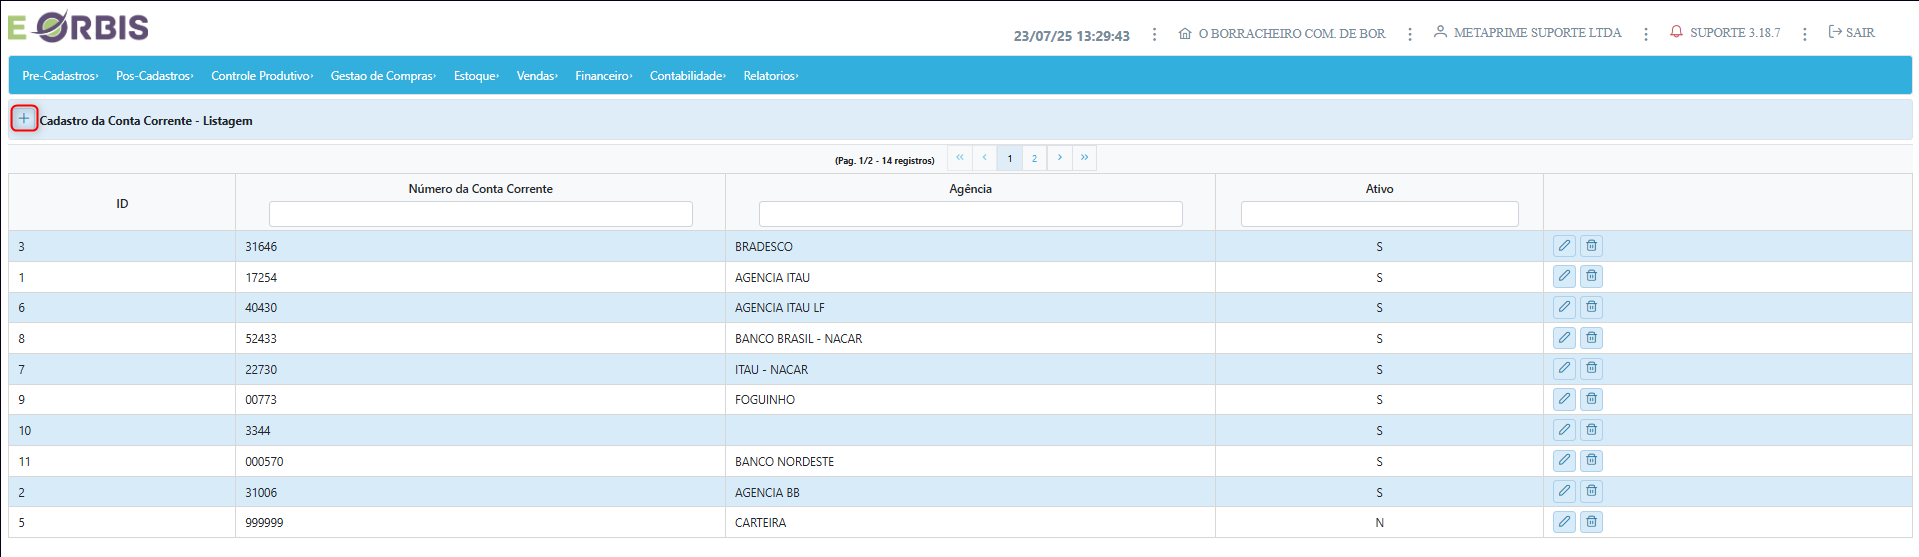 E ORBIS
23/07/25 13:29:43 O BORRACHEIRO COM. DE BOR METAPRIME SUPORTE LTDA SUPORTE 3.18.7 SAIR
Pre-Cadastros› Pos-Cadastros› Controle Produtivo› Gestao de Compras› Estoque› Vendas› Financeiro› Contabilidade› Relatorios›
+ Cadastro da Conta Corrente - Listagem
(Pag. 1/2 - 14 registros) « ‹ 1 2 › »
ID Número da Conta Corrente Agência Ativo
3 31646 BRADESCO S
1 17254 AGENCIA ITAU S
6 40430 AGENCIA ITAU LF S
8 52433 BANCO BRASIL - NACAR S
7 22730 ITAU - NACAR S
9 00773 FOGUINHO S
10 3344 S
11 000570 BANCO NORDESTE S
2 31006 AGENCIA BB S
5 999999 CARTEIRA N